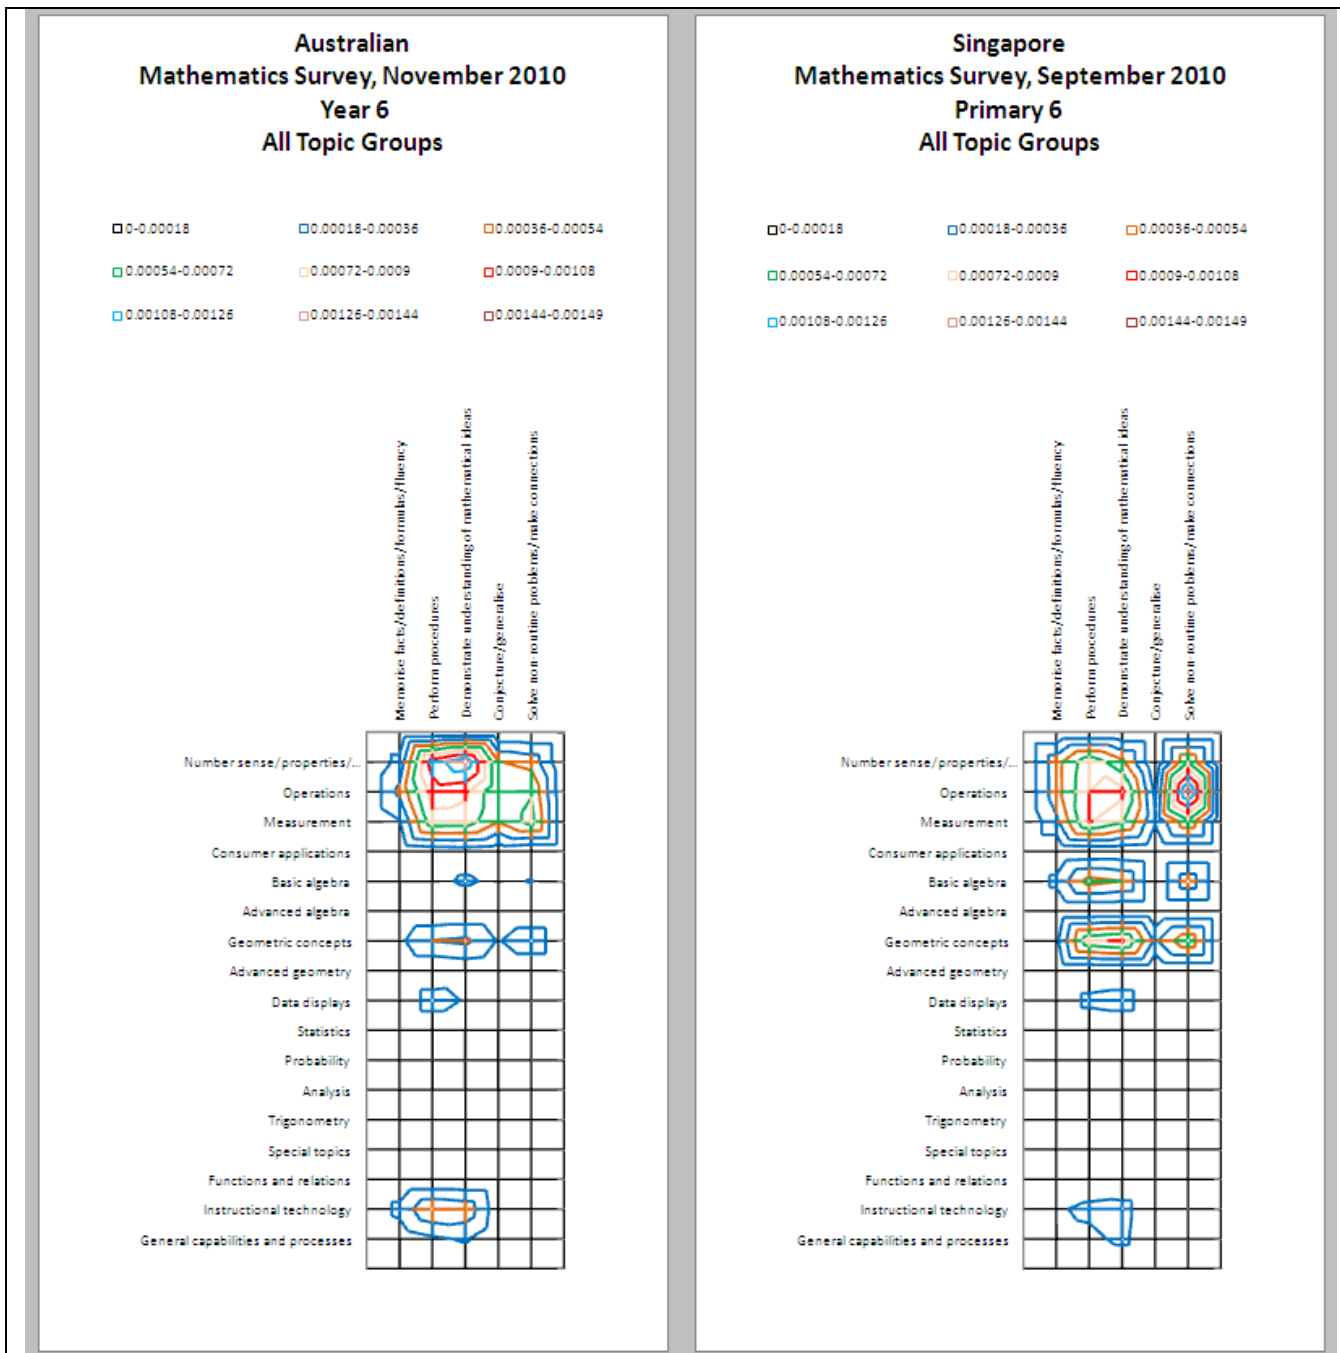 Australian
Mathematics Survey, November 2010
Year 6
All Topic Groups
0-0.00018
0.00018-0.00036
0.00036-0.00054
0.00054-0.00072
0.00072-0.0009
0.0009-0.00108
0.00108-0.00126
0.00126-0.00144
0.00144-0.00149
Memorise facts/definitions/formulas/fluency
Perform procedures
Demonstrate understanding of mathematical ideas
Conjecture/generalise
Solve non-routine problems/make connections
Number sense/properties/...
Operations
Measurement
Consumer applications
Basic algebra
Advanced algebra
Geometric concepts
Advanced geometry
Data displays
Statistics
Probability
Analysis
Trigonometry
Special topics
Functions and relations
Instructional technology
General capabilities and processes
Singapore
Mathematics Survey, September 2010
Primary 6
All Topic Groups
0-0.00018
0.00018-0.00036
0.00036-0.00054
0.00054-0.00072
0.00072-0.0009
0.0009-0.00108
0.00108-0.00126
0.00126-0.00144
0.00144-0.00149
Memorise facts/definitions/formulas/fluency
Perform procedures
Demonstrate understanding of mathematical ideas
Conjecture/generalise
Solve non-routine problems/make connections
Number sense/properties/...
Operations
Measurement
Consumer applications
Basic algebra
Advanced algebra
Geometric concepts
Advanced geometry
Data displays
Statistics
Probability
Analysis
Trigonometry
Special topics
Functions and relations
Instructional technology
General capabilities and processes